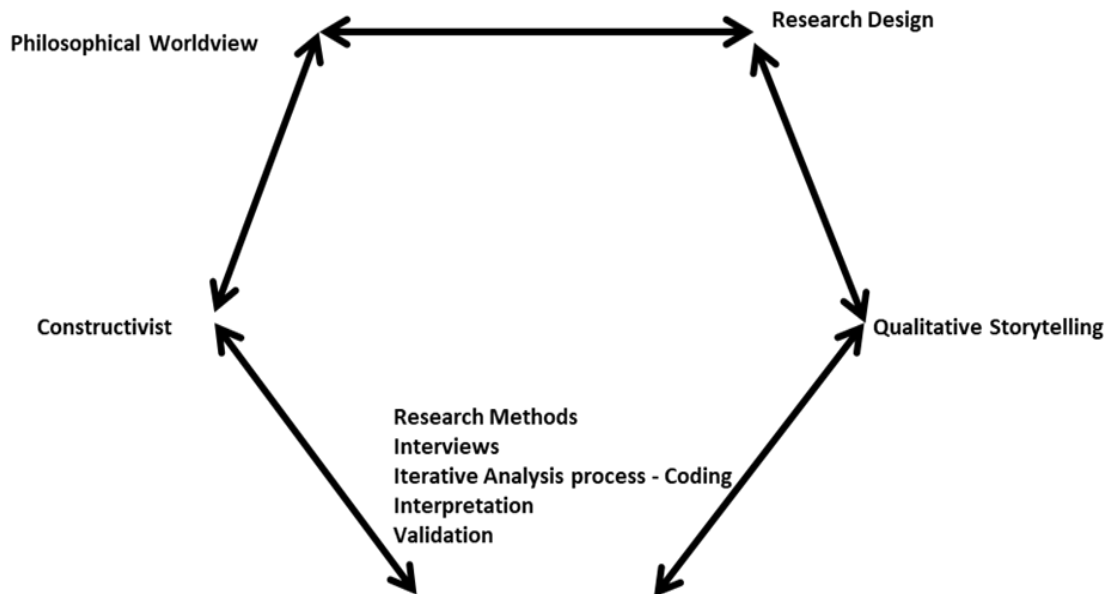 Philosophical Worldview
Research Design
Constructivist
Qualitative Storytelling
Research Methods
Interviews
Iterative Analysis process - Coding
Interpretation
Validation